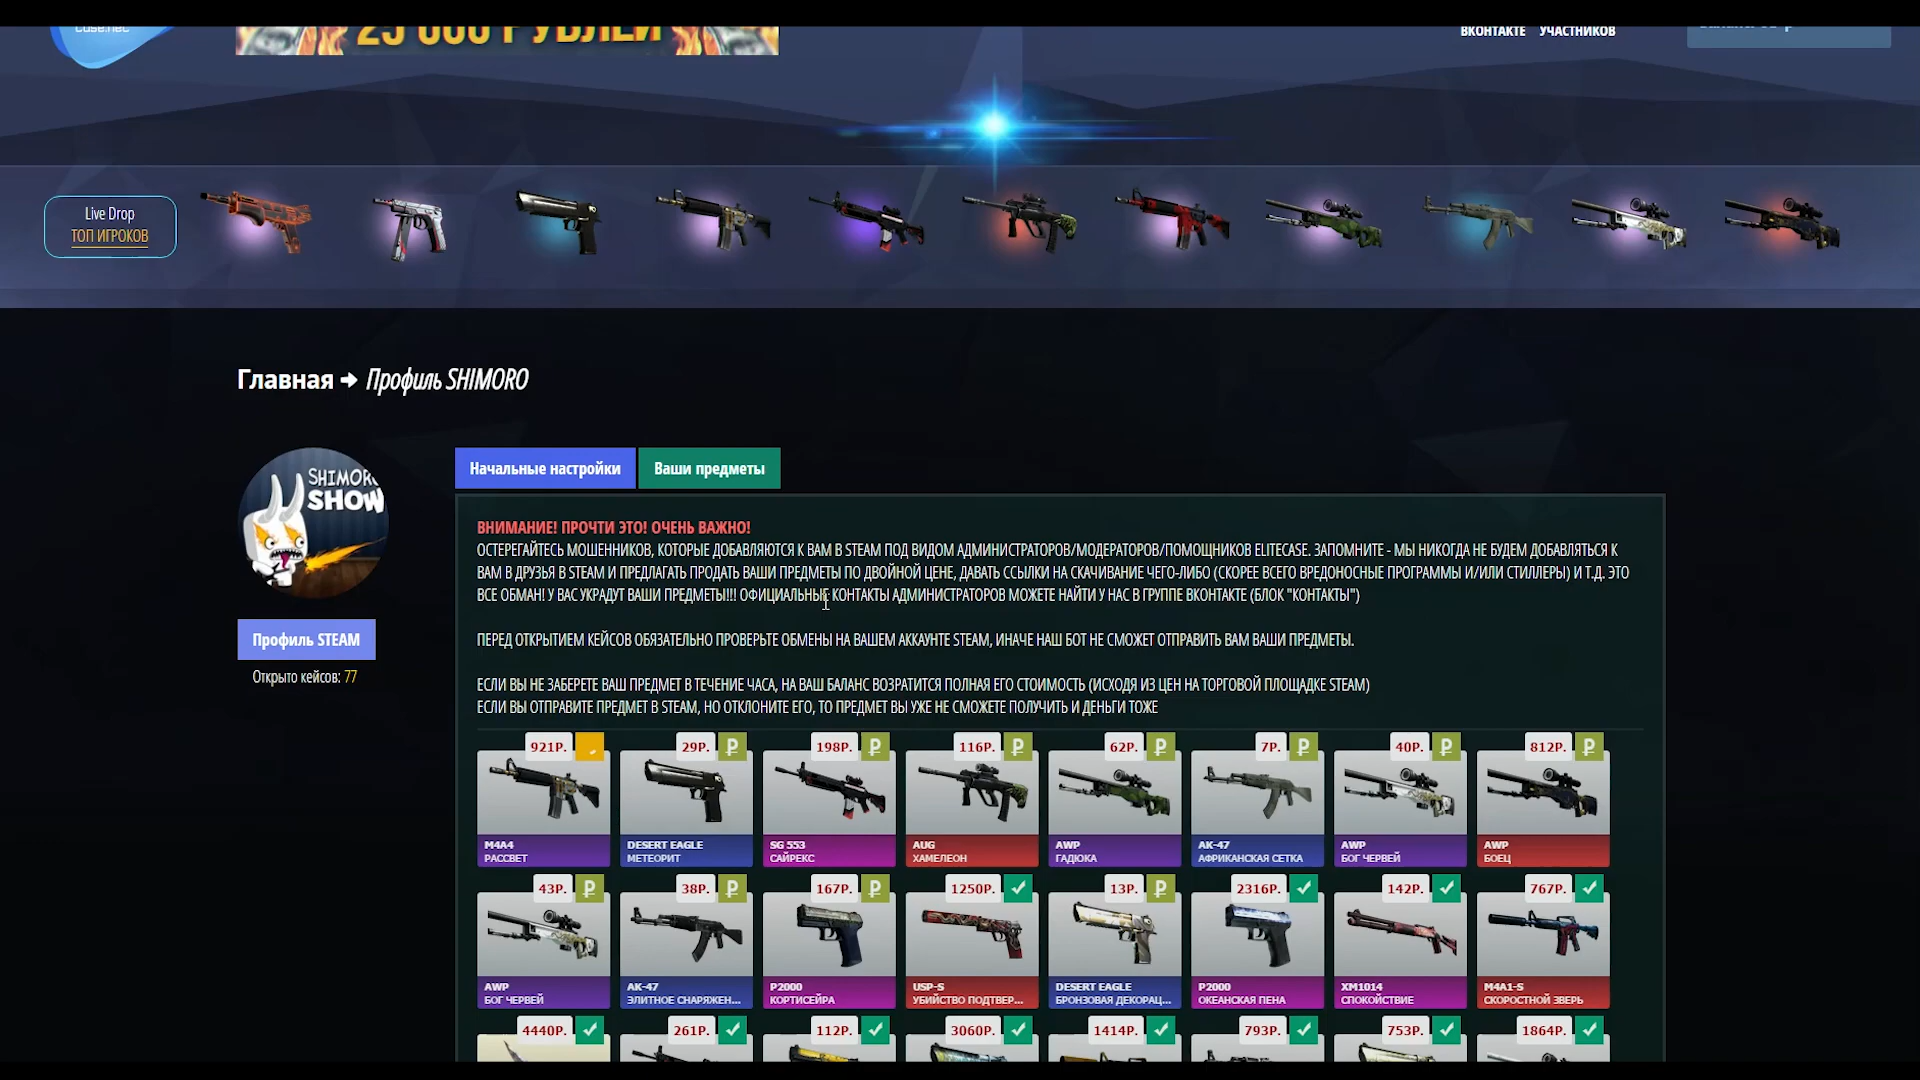 case.net
25 000 РУБЛЕЙ
ВКОНТАКТЕ УЧАСТНИКОВ
Live Drop
ТОП ИГРОКОВ
Главная → Профиль SHIMORO
SHIMORO
SHOW
Начальные настройки
Ваши предметы
ВНИМАНИЕ! ПРОЧТИ ЭТО! ОЧЕНЬ ВАЖНО!
ОСТЕРЕГАЙТЕСЬ МОШЕННИКОВ, КОТОРЫЕ ДОБАВЛЯЮТСЯ К ВАМ В STEAM ПОД ВИДОМ АДМИНИСТРАТОРОВ/МОДЕРАТОРОВ/ПОМОЩНИКОВ ELITECASE. ЗАПОМНИТЕ - МЫ НИКОГДА НЕ БУДЕМ ДОБАВЛЯТЬСЯ К
ВАМ В ДРУЗЬЯ В STEAM И ПРЕДЛАГАТЬ ПРОДАТЬ ВАШИ ПРЕДМЕТЫ ПО ДВОЙНОЙ ЦЕНЕ, ДАВАТЬ ССЫЛКИ НА СКАЧИВАНИЕ ЧЕГО-ЛИБО (СКОРЕЕ ВСЕГО ВРЕДОНОСНЫЕ ПРОГРАММЫ И/ИЛИ СТИЛЛЕРЫ) И Т.Д. ЭТО
ВСЕ ОБМАН! У ВАС УКРАДУТ ВАШИ ПРЕДМЕТЫ!!! ОФИЦИАЛЬНЫЕ КОНТАКТЫ АДМИНИСТРАТОРОВ МОЖЕТЕ НАЙТИ У НАС В ГРУППЕ ВКОНТАКТЕ (БЛОК "КОНТАКТЫ")
ПЕРЕД ОТКРЫТИЕМ КЕЙСОВ ОБЯЗАТЕЛЬНО ПРОВЕРЬТЕ ОБМЕНЫ НА ВАШЕМ АККАУНТЕ STEAM, ИНАЧЕ НАШ БОТ НЕ СМОЖЕТ ОТПРАВИТЬ ВАМ ВАШИ ПРЕДМЕТЫ.
ЕСЛИ ВЫ НЕ ЗАБЕРЕТЕ ВАШ ПРЕДМЕТ В ТЕЧЕНИЕ ЧАСА, НА ВАШ БАЛАНС ВОЗРАТИТСЯ ПОЛНАЯ ЕГО СТОИМОСТЬ (ИСХОДЯ ИЗ ЦЕН НА ТОРГОВОЙ ПЛОЩАДКЕ STEAM)
ЕСЛИ ВЫ ОТПРАВИТЕ ПРЕДМЕТ В STEAM, НО ОТКЛОНИТЕ ЕГО, ТО ПРЕДМЕТ ВЫ УЖЕ НЕ СМОЖЕТЕ ПОЛУЧИТЬ И ДЕНЬГИ ТОЖЕ
Профиль STEAM
Открыто кейсов: 77
921Р. 29Р. ₽ 198Р. ₽ 116Р. ₽ 62Р. ₽ 7Р. ₽ 40Р. ₽ 812Р. ₽
M4A4 DESERT EAGLE SG 553 AUG AWP AK-47 AWP AWP
РАССВЕТ МЕТЕОРИТ САЙРЕКС ХАМЕЛЕОН ГАДЮКА АФРИКАНСКАЯ СЕТКА БОГ ЧЕРВЕЙ БОЕЦ
43Р. ₽ 38Р. ₽ 167Р. ₽ 1250Р. 13Р. ₽ 2316Р. 142Р. 767Р.
AWP AK-47 P2000 USP-S DESERT EAGLE P2000 XM1014 M4A1-S
БОГ ЧЕРВЕЙ ЭЛИТНОЕ СНАРЯЖЕН... КОРТИСЕЙРА УБИЙСТВО ПОДТВЕР... БРОНЗОВАЯ ДЕКОРАЦ... ОКЕАНСКАЯ ПЕНА СПОКОЙСТВИЕ СКОРОСТНОЙ ЗВЕРЬ
4440Р. 261Р. 112Р. 3060Р. 1414Р. 793Р. 753Р. 1864Р.